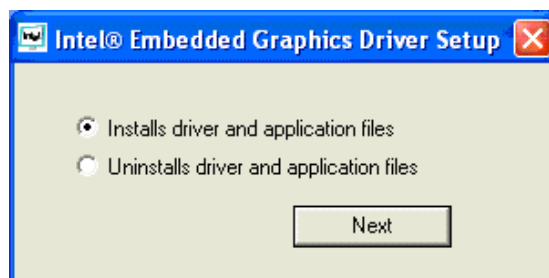 Intel® Embedded Graphics Driver Setup
Installs driver and application files
Uninstalls driver and application files
Next